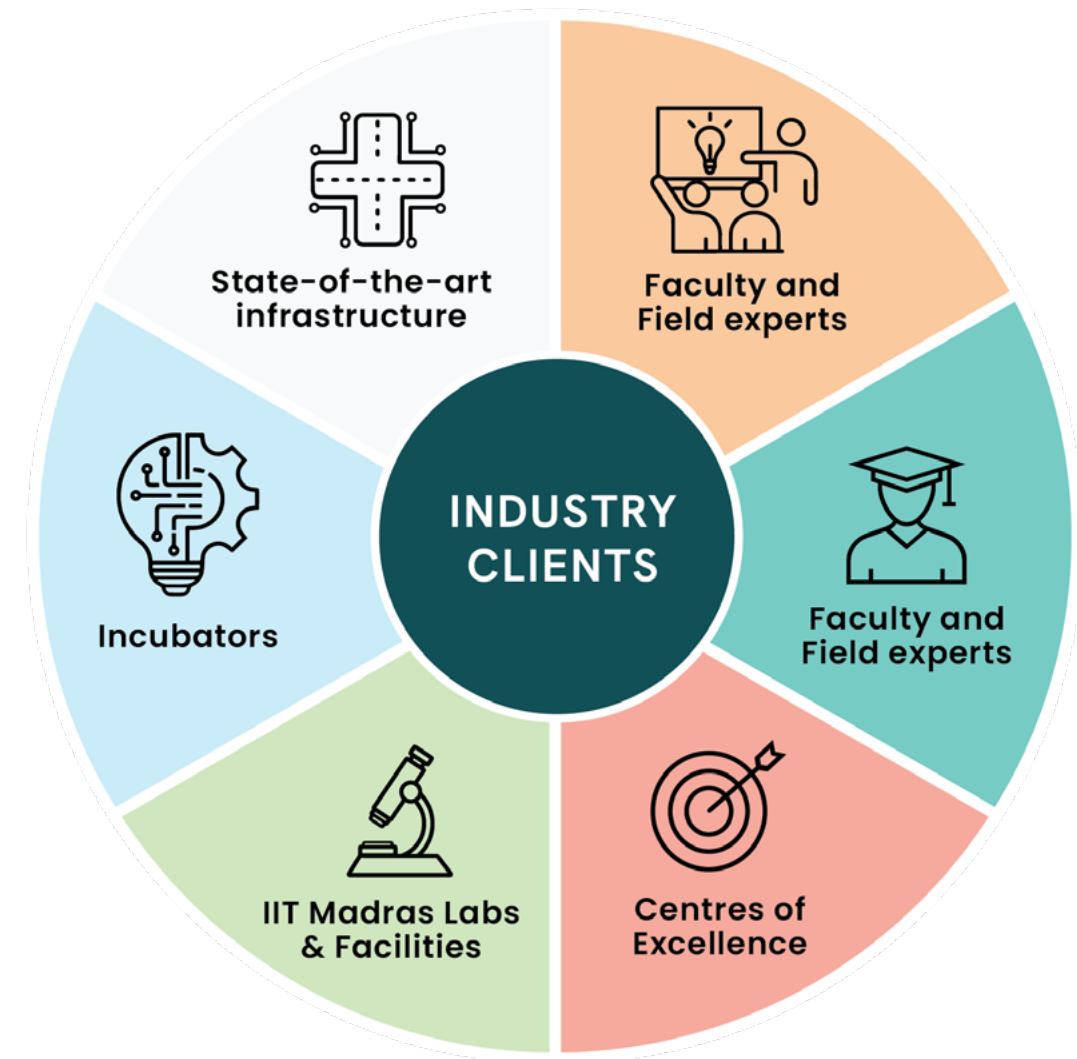 State-of-the-art
infrastructure
Faculty and
Field experts
Incubators
INDUSTRY
CLIENTS
Faculty and
Field experts
IIT Madras Labs
& Facilities
Centres of
Excellence